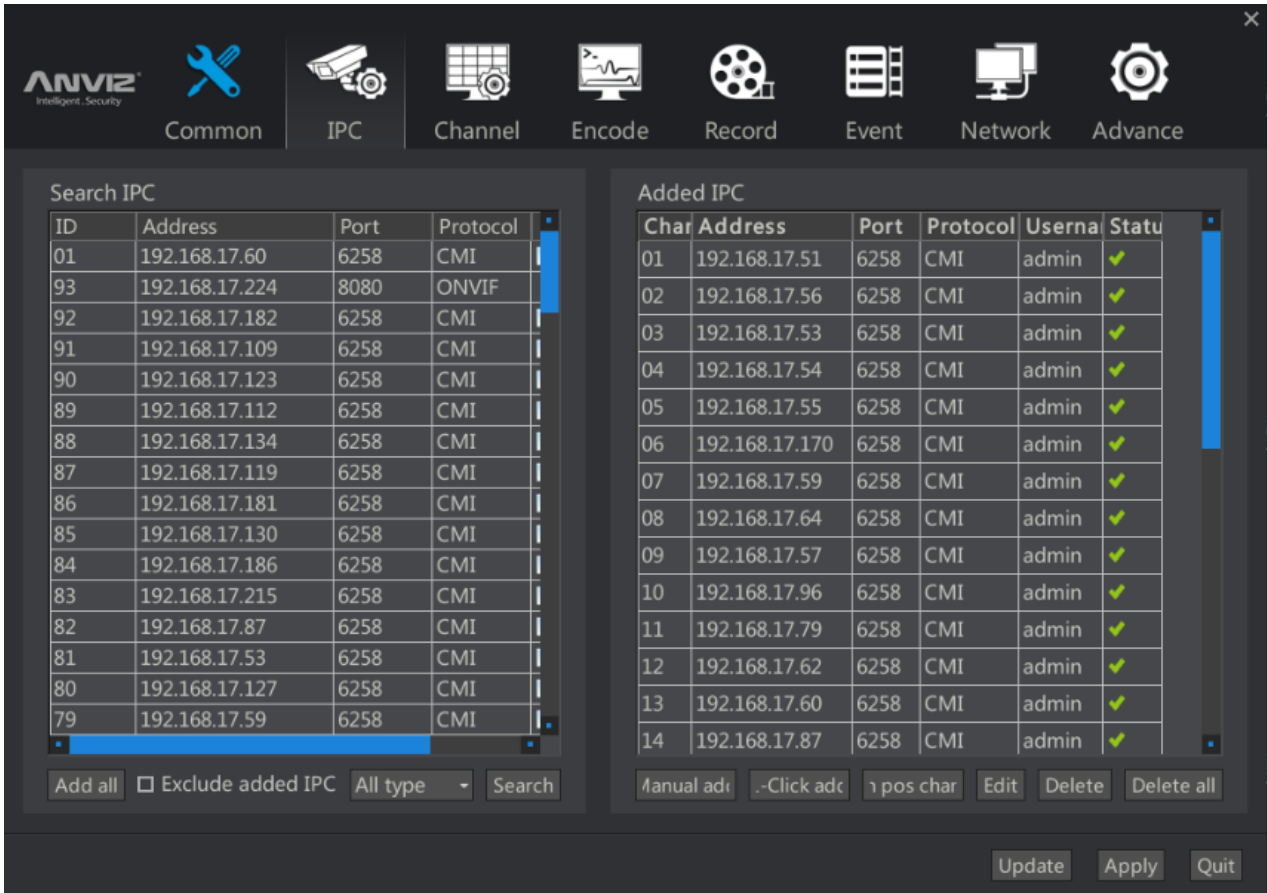 ANVIZ
Intelligent . Security
Common IPC Channel Encode Record Event Network Advance
Search IPC
ID Address Port Protocol
01 192.168.17.60 6258 CMI
93 192.168.17.224 8080 ONVIF
92 192.168.17.182 6258 CMI
91 192.168.17.109 6258 CMI
90 192.168.17.123 6258 CMI
89 192.168.17.112 6258 CMI
88 192.168.17.134 6258 CMI
87 192.168.17.119 6258 CMI
86 192.168.17.181 6258 CMI
85 192.168.17.130 6258 CMI
84 192.168.17.186 6258 CMI
83 192.168.17.215 6258 CMI
82 192.168.17.87 6258 CMI
81 192.168.17.53 6258 CMI
80 192.168.17.127 6258 CMI
79 192.168.17.59 6258 CMI
Add all Exclude added IPC All type Search
Added IPC
Char Address Port Protocol Userna Statu
01 192.168.17.51 6258 CMI admin
02 192.168.17.56 6258 CMI admin
03 192.168.17.53 6258 CMI admin
04 192.168.17.54 6258 CMI admin
05 192.168.17.55 6258 CMI admin
06 192.168.17.170 6258 CMI admin
07 192.168.17.59 6258 CMI admin
08 192.168.17.64 6258 CMI admin
09 192.168.17.57 6258 CMI admin
10 192.168.17.96 6258 CMI admin
11 192.168.17.79 6258 CMI admin
12 192.168.17.62 6258 CMI admin
13 192.168.17.60 6258 CMI admin
14 192.168.17.87 6258 CMI admin
Manual add .-Click add pos char Edit Delete Delete all
Update Apply Quit